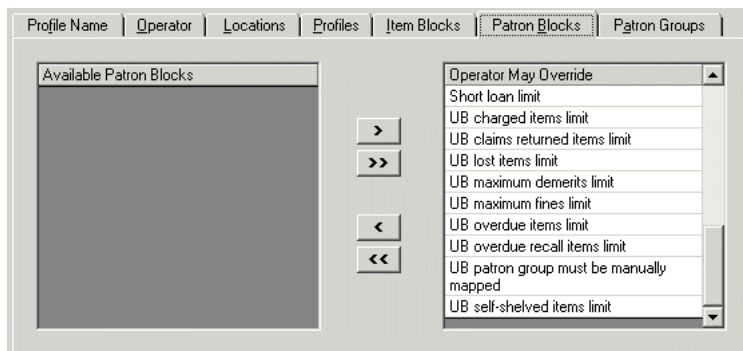 Profile Name Operator Locations Profiles Item Blocks Patron Blocks Patron Groups
Available Patron Blocks
>
>>
<
<<
Operator May Override
Short loan limit
UB charged items limit
UB claims returned items limit
UB lost items limit
UB maximum demerits limit
UB maximum fines limit
UB overdue items limit
UB overdue recall items limit
UB patron group must be manually
mapped
UB self-shelved items limit